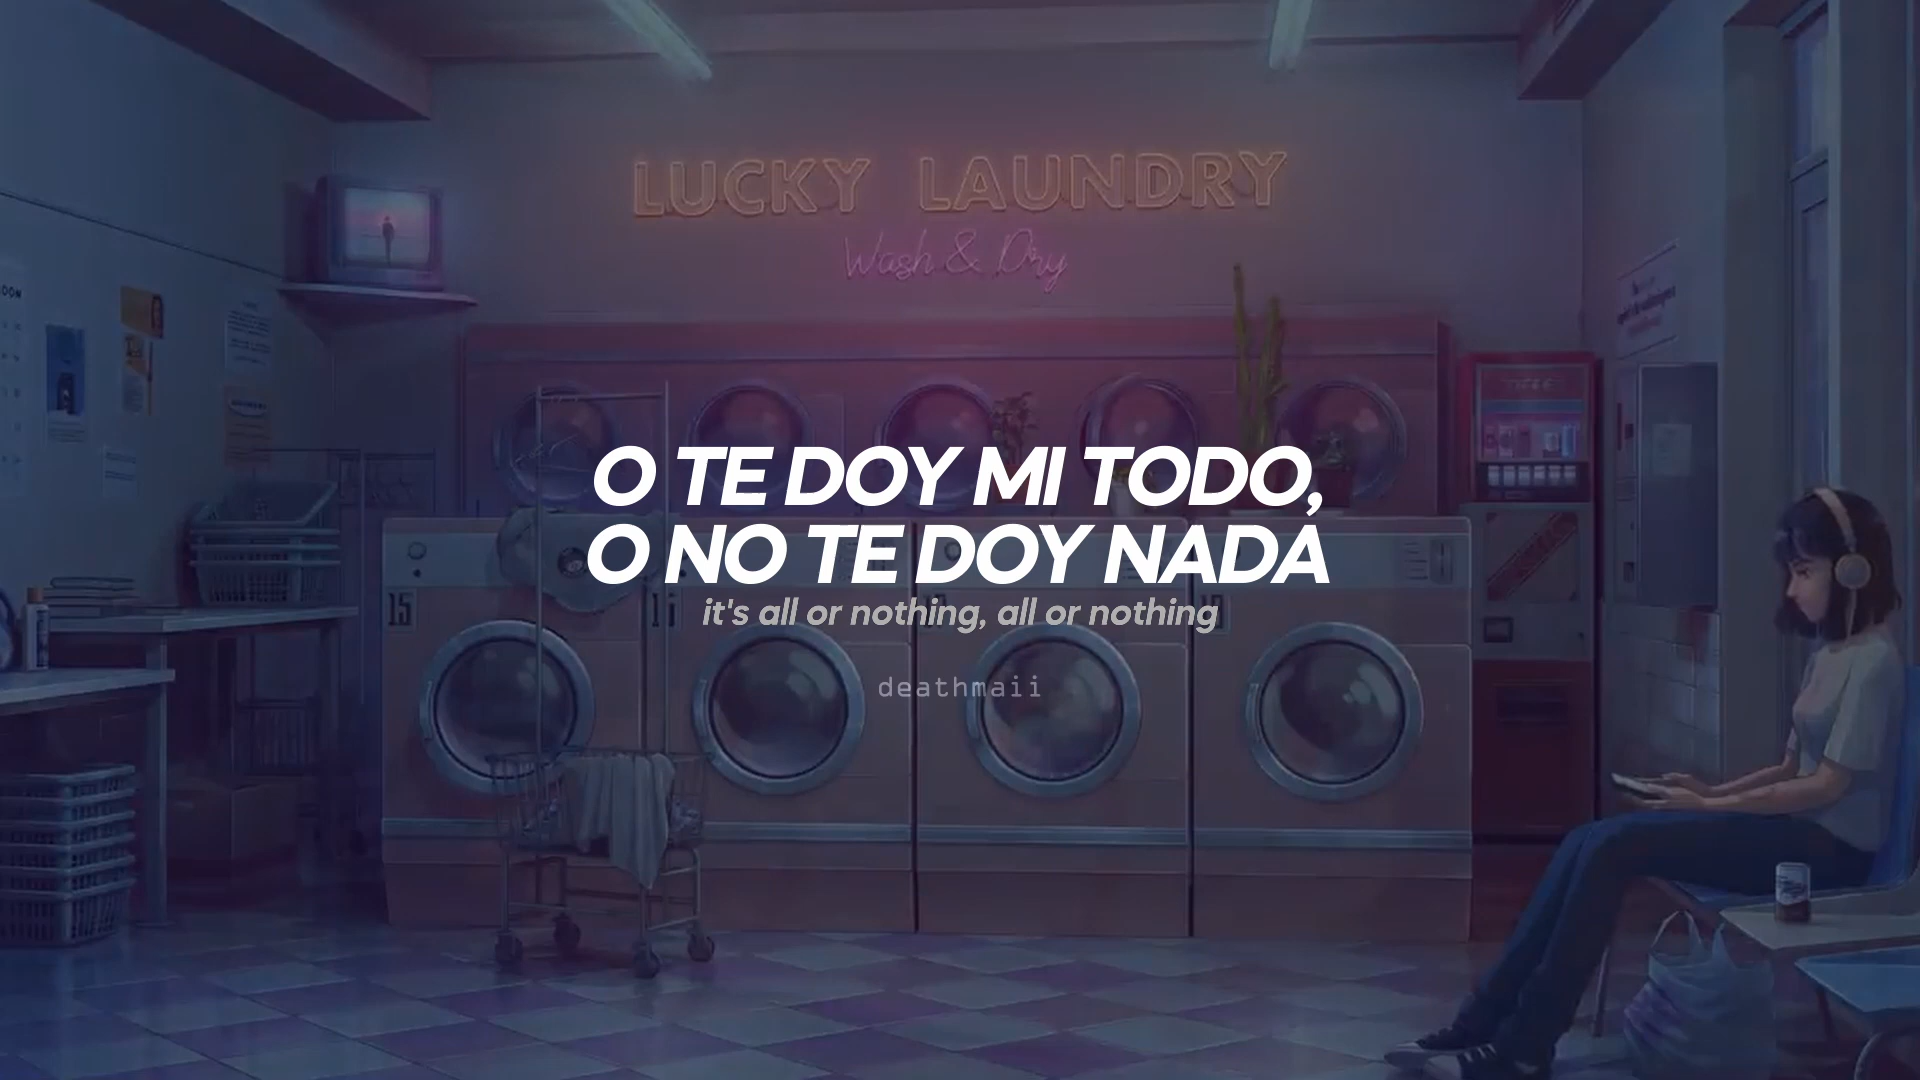 LUCKY LAUNDRY
Wash & Dry
O TE DOY MI TODO,
O NO TE DOY NADA
it's all or nothing, all or nothing
15
deathmaii